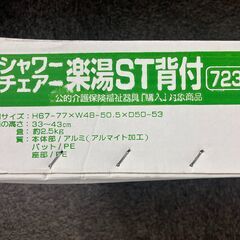 シャワー
チェアー 楽湯ST背付 723
公的介護保険福祉器具「購入」対象商品
サイズ:H67-77×W48-50.5×D50-53
の高さ:33~43cm
量:約2.5kg
質:本体部/アルミ(アルマイト加工)
パット/PE
座部/PE